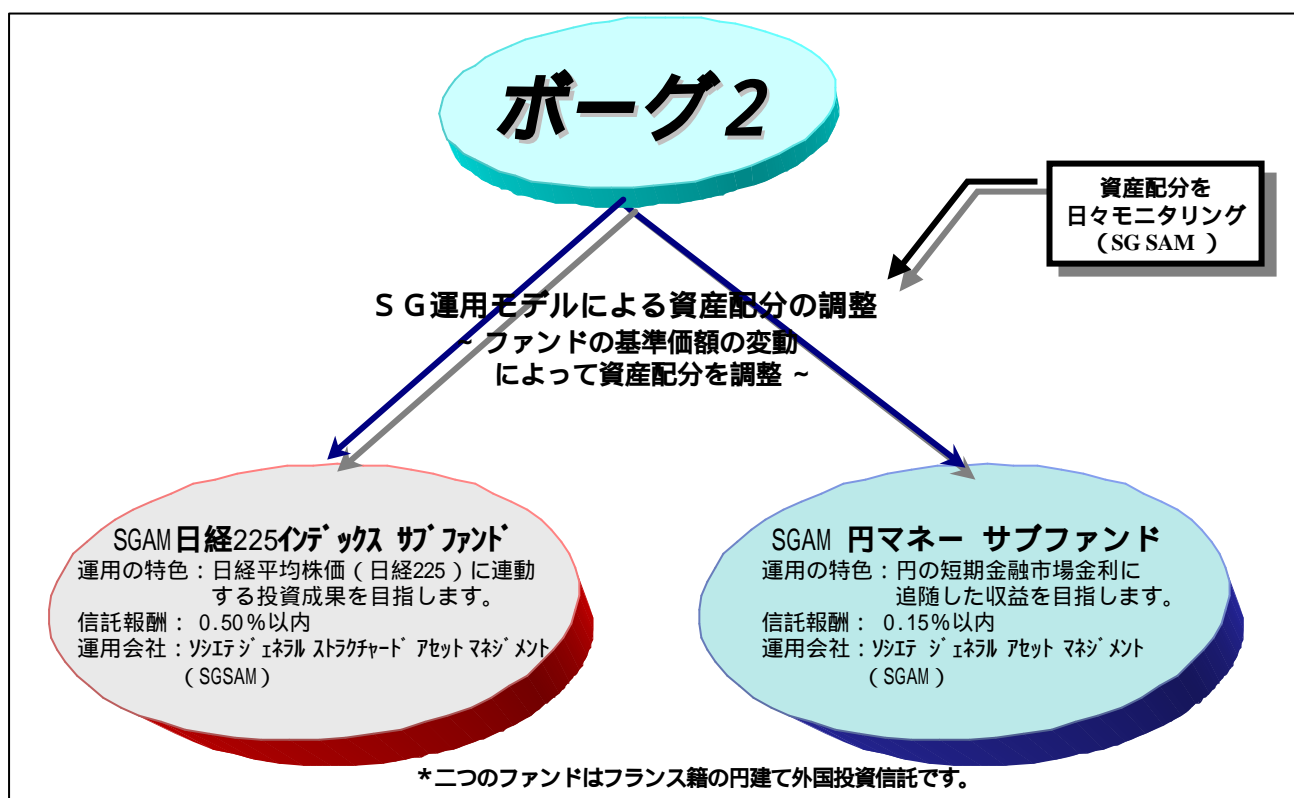 ボーグ2
資産配分を
日々モニタリング
(SG SAM )
SG運用モデルによる資産配分の調整
~ ファンドの基準価額の変動
によって資産配分を調整 ~
SGAM日経225インデックス サブファンド
運用の特色:日経平均株価(日経225)に連動
する投資成果を目指します。
信託報酬: 0.50%以内
運用会社:ソシエテ ジェネラル ストラクチャード アセット マネジメント
(SGSAM)
SGAM 円マネー サブファンド
運用の特色:円の短期金融市場金利に
追随した収益を目指します。
信託報酬: 0.15%以内
運用会社:ソシエテ ジェネラル アセット マネジメント
(SGAM)
*二つのファンドはフランス籍の円建て外国投資信託です。